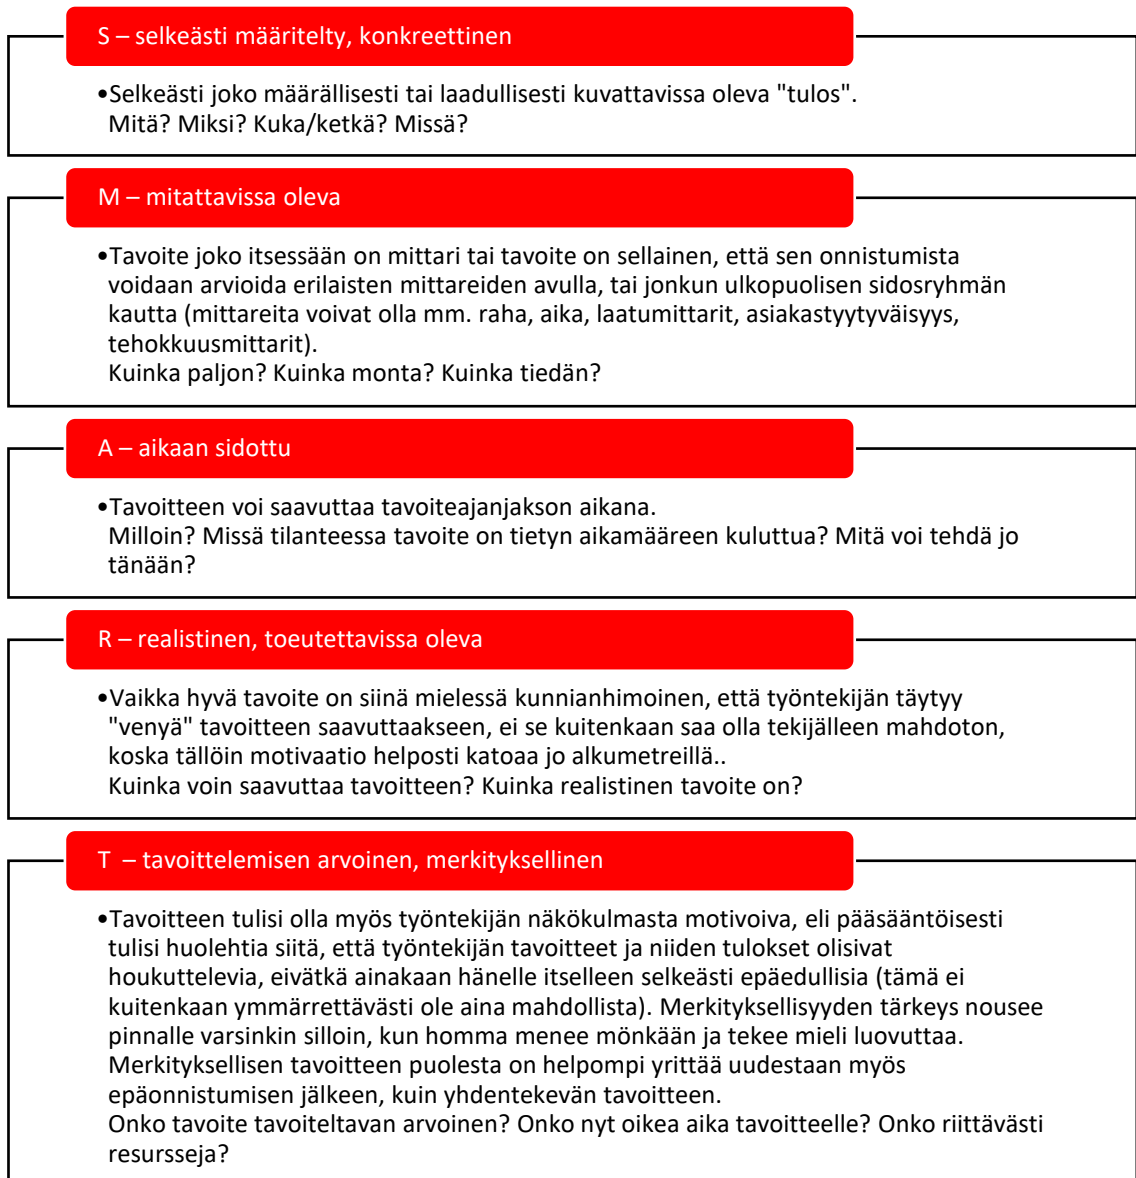 S – selkeästi määritelty, konkreettinen
•Selkeästi joko määrällisesti tai laadullisesti kuvattavissa oleva "tulos".
Mitä? Miksi? Kuka/ketkä? Missä?
M – mitattavissa oleva
•Tavoite joko itsessään on mittari tai tavoite on sellainen, että sen onnistumista
voidaan arvioida erilaisten mittareiden avulla, tai jonkun ulkopuolisen sidosryhmän
kautta (mittareita voivat olla mm. raha, aika, laatumittarit, asiakastyytyväisyys,
tehokkuusmittarit).
Kuinka paljon? Kuinka monta? Kuinka tiedän?
A – aikaan sidottu
•Tavoitteen voi saavuttaa tavoiteajanjakson aikana.
Milloin? Missä tilanteessa tavoite on tietyn aikamääreen kuluttua? Mitä voi tehdä jo
tänään?
R – realistinen, toeutettavissa oleva
•Vaikka hyvä tavoite on siinä mielessä kunnianhimoinen, että työntekijän täytyy
"venyä" tavoitteen saavuttaakseen, ei se kuitenkaan saa olla tekijälleen mahdoton,
koska tällöin motivaatio helposti katoaa jo alkumetreillä..
Kuinka voin saavuttaa tavoitteen? Kuinka realistinen tavoite on?
T – tavoittelemisen arvoinen, merkityksellinen
•Tavoitteen tulisi olla myös työntekijän näkökulmasta motivoiva, eli pääsääntöisesti
tulisi huolehtia siitä, että työntekijän tavoitteet ja niiden tulokset olisivat
houkuttelevia, eivätkä ainakaan hänelle itselleen selkeästi epäedullisia (tämä ei
kuitenkaan ymmärrettävästi ole aina mahdollista). Merkityksellisyyden tärkeys nousee
pinnalle varsinkin silloin, kun homma menee mönkään ja tekee mieli luovuttaa.
Merkityksellisen tavoitteen puolesta on helpompi yrittää uudestaan myös
epäonnistumisen jälkeen, kuin yhdentekevän tavoitteen.
Onko tavoite tavoiteltavan arvoinen? Onko nyt oikea aika tavoitteelle? Onko riittävästi
resursseja?